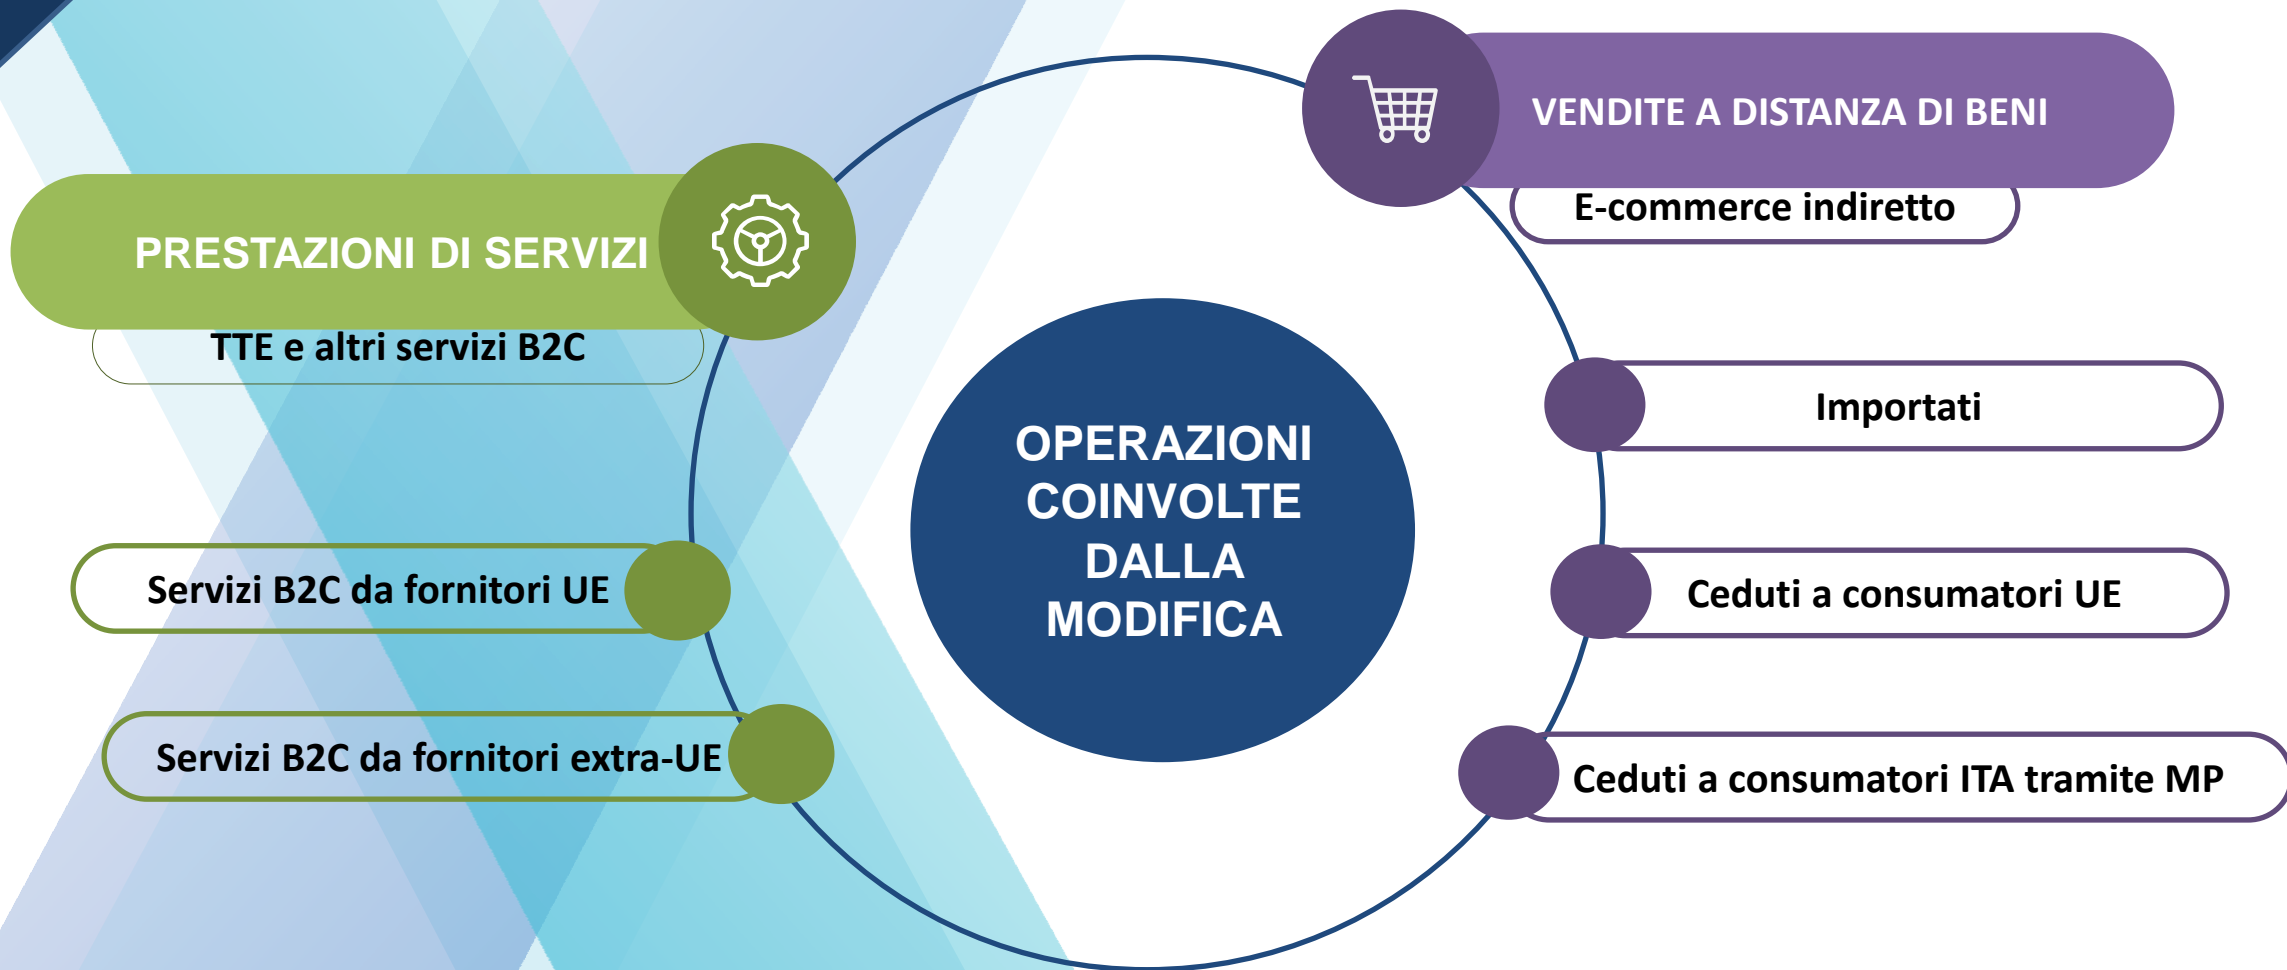 VENDITE A DISTANZA DI BENI
E-commerce indiretto
PRESTAZIONI DI SERVIZI
TTE e altri servizi B2C
OPERAZIONI
COINVOLTE
DALLA
MODIFICA
Importati
Servizi B2C da fornitori UE
Ceduti a consumatori UE
Servizi B2C da fornitori extra-UE
Ceduti a consumatori ITA tramite MP